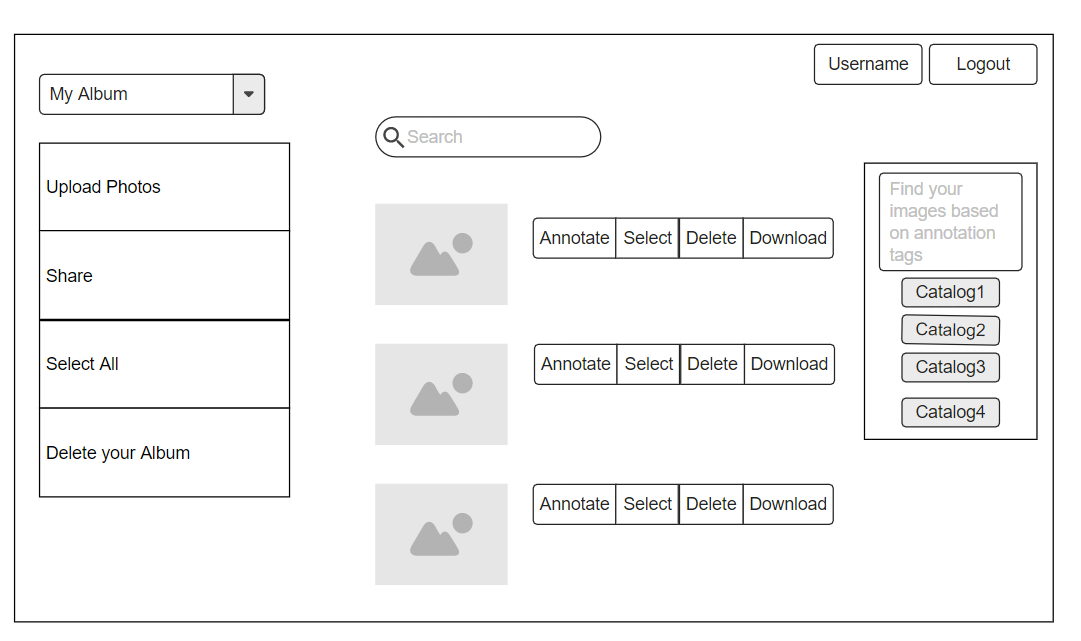 Username Logout
My Album
Search
Upload Photos
Share
Select All
Delete your Album
Annotate Select Delete Download
Annotate Select Delete Download
Annotate Select Delete Download
Find your
images based
on annotation
tags
Catalog1
Catalog2
Catalog3
Catalog4